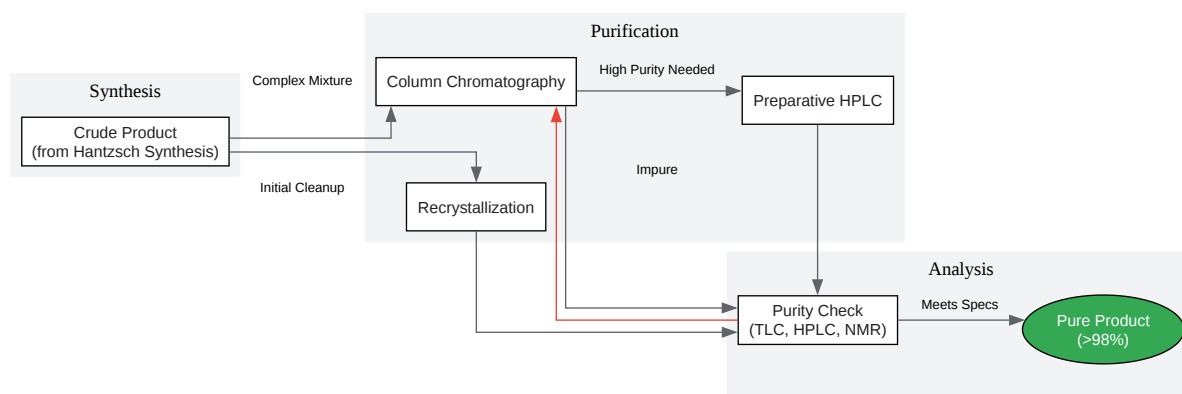 Purification
Synthesis
Complex Mixture
Column Chromatography
High Purity Needed
Preparative HPLC
Crude Product
(from Hantzsch Synthesis)
Initial Cleanup
Impure
Recrystallization
Analysis
Purity Check
(TLC, HPLC, NMR)
Meets Specs
Pure Product
(>98%)